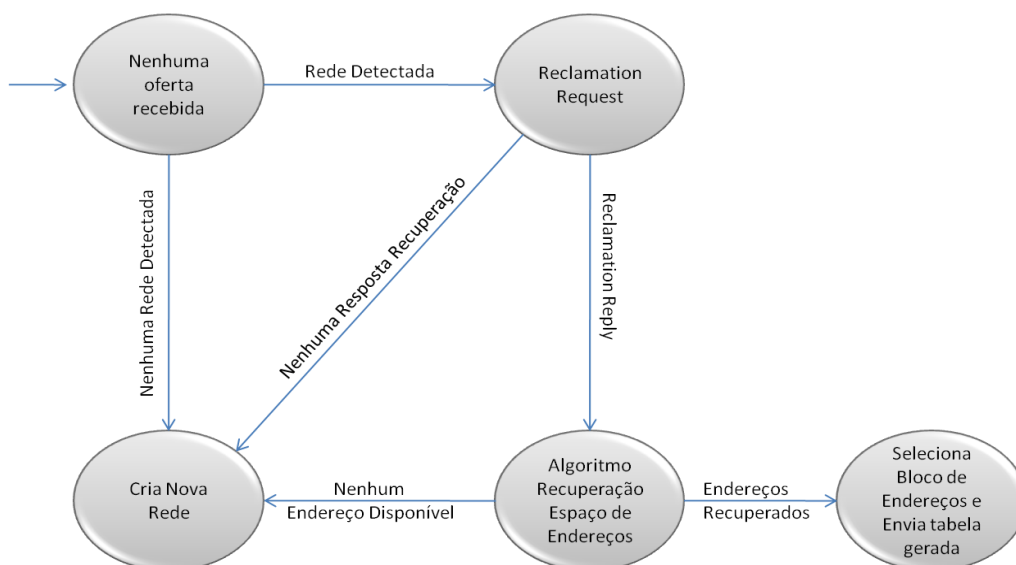 Nenhuma
oferta
recebida
Rede Detectada
Reclamation
Request
Nenhuma Rede Detectada
Nenhuma Resposta Recuperação
Reclamation Reply
Cria Nova
Rede
Nenhum
Endereço Disponível
Algoritmo
Recuperação
Espaço de
Endereços
Endereços
Recuperados
Seleciona
Bloco de
Endereços e
Envia tabela
gerada